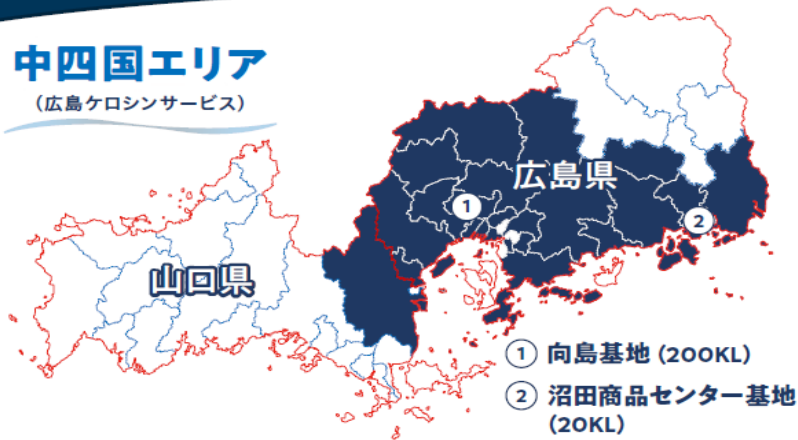 中四国エリア
（広島ケロシンサービス）
広島県
1
2
山口県
1 向島基地（200KL）
2 沼田商品センター基地
（20KL）